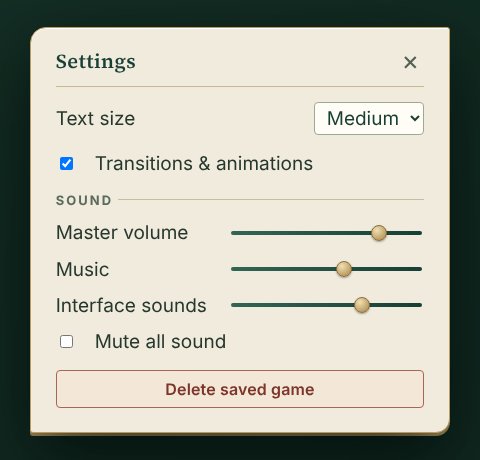 Settings
Text size
Medium
Transitions & animations
SOUND
Master volume
Music
Interface sounds
Mute all sound
Delete saved game